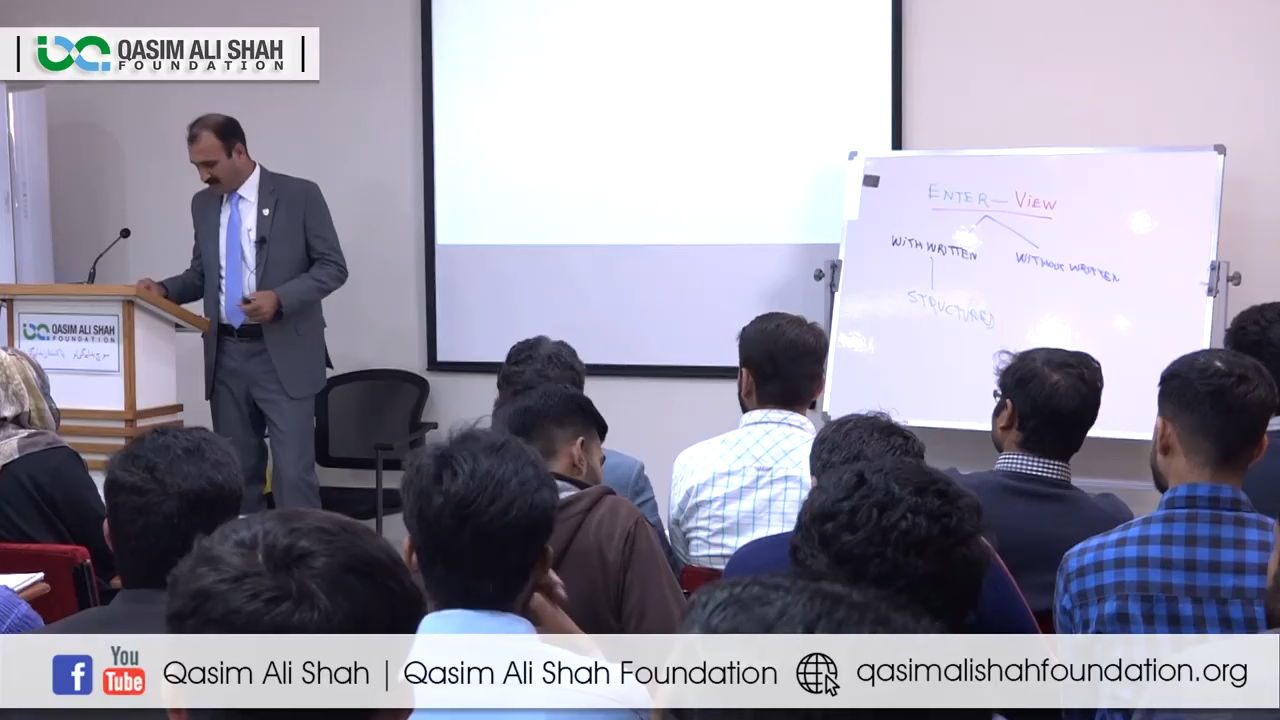 QASIM ALI SHAH
FOUNDATION
ENTER — VIEW
WITH WRITTEN
WITHOUT WRITTEN
STRUCTURED
QASIM ALI SHAH
FOUNDATION
You
Tube
f
Qasim Ali Shah | Qasim Ali Shah Foundation
qasimalishahfoundation.org